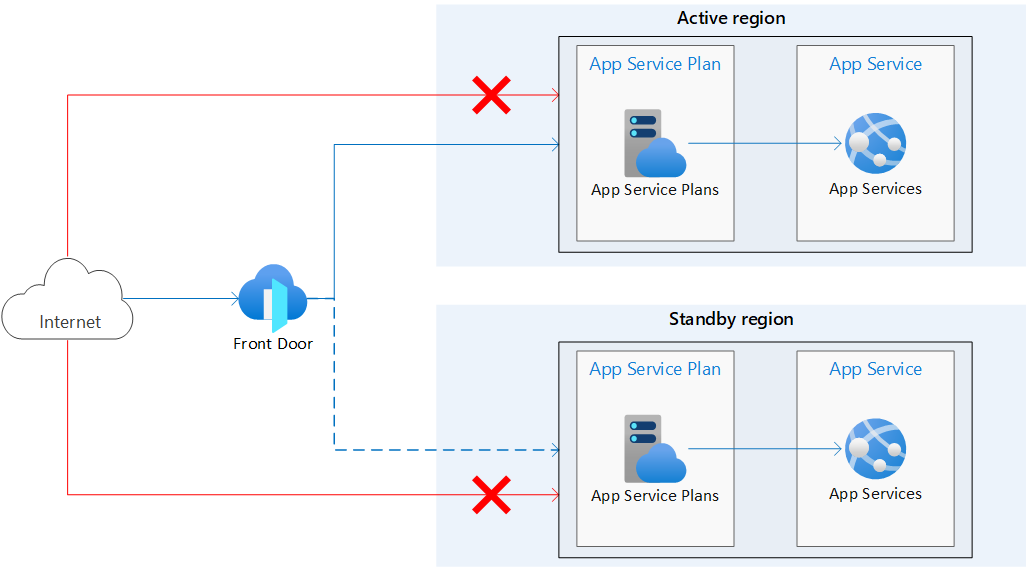 Active region
App Service Plan
App Service
App Service Plans
App Services
Internet
Front Door
Standby region
App Service Plan
App Service
App Service Plans
App Services